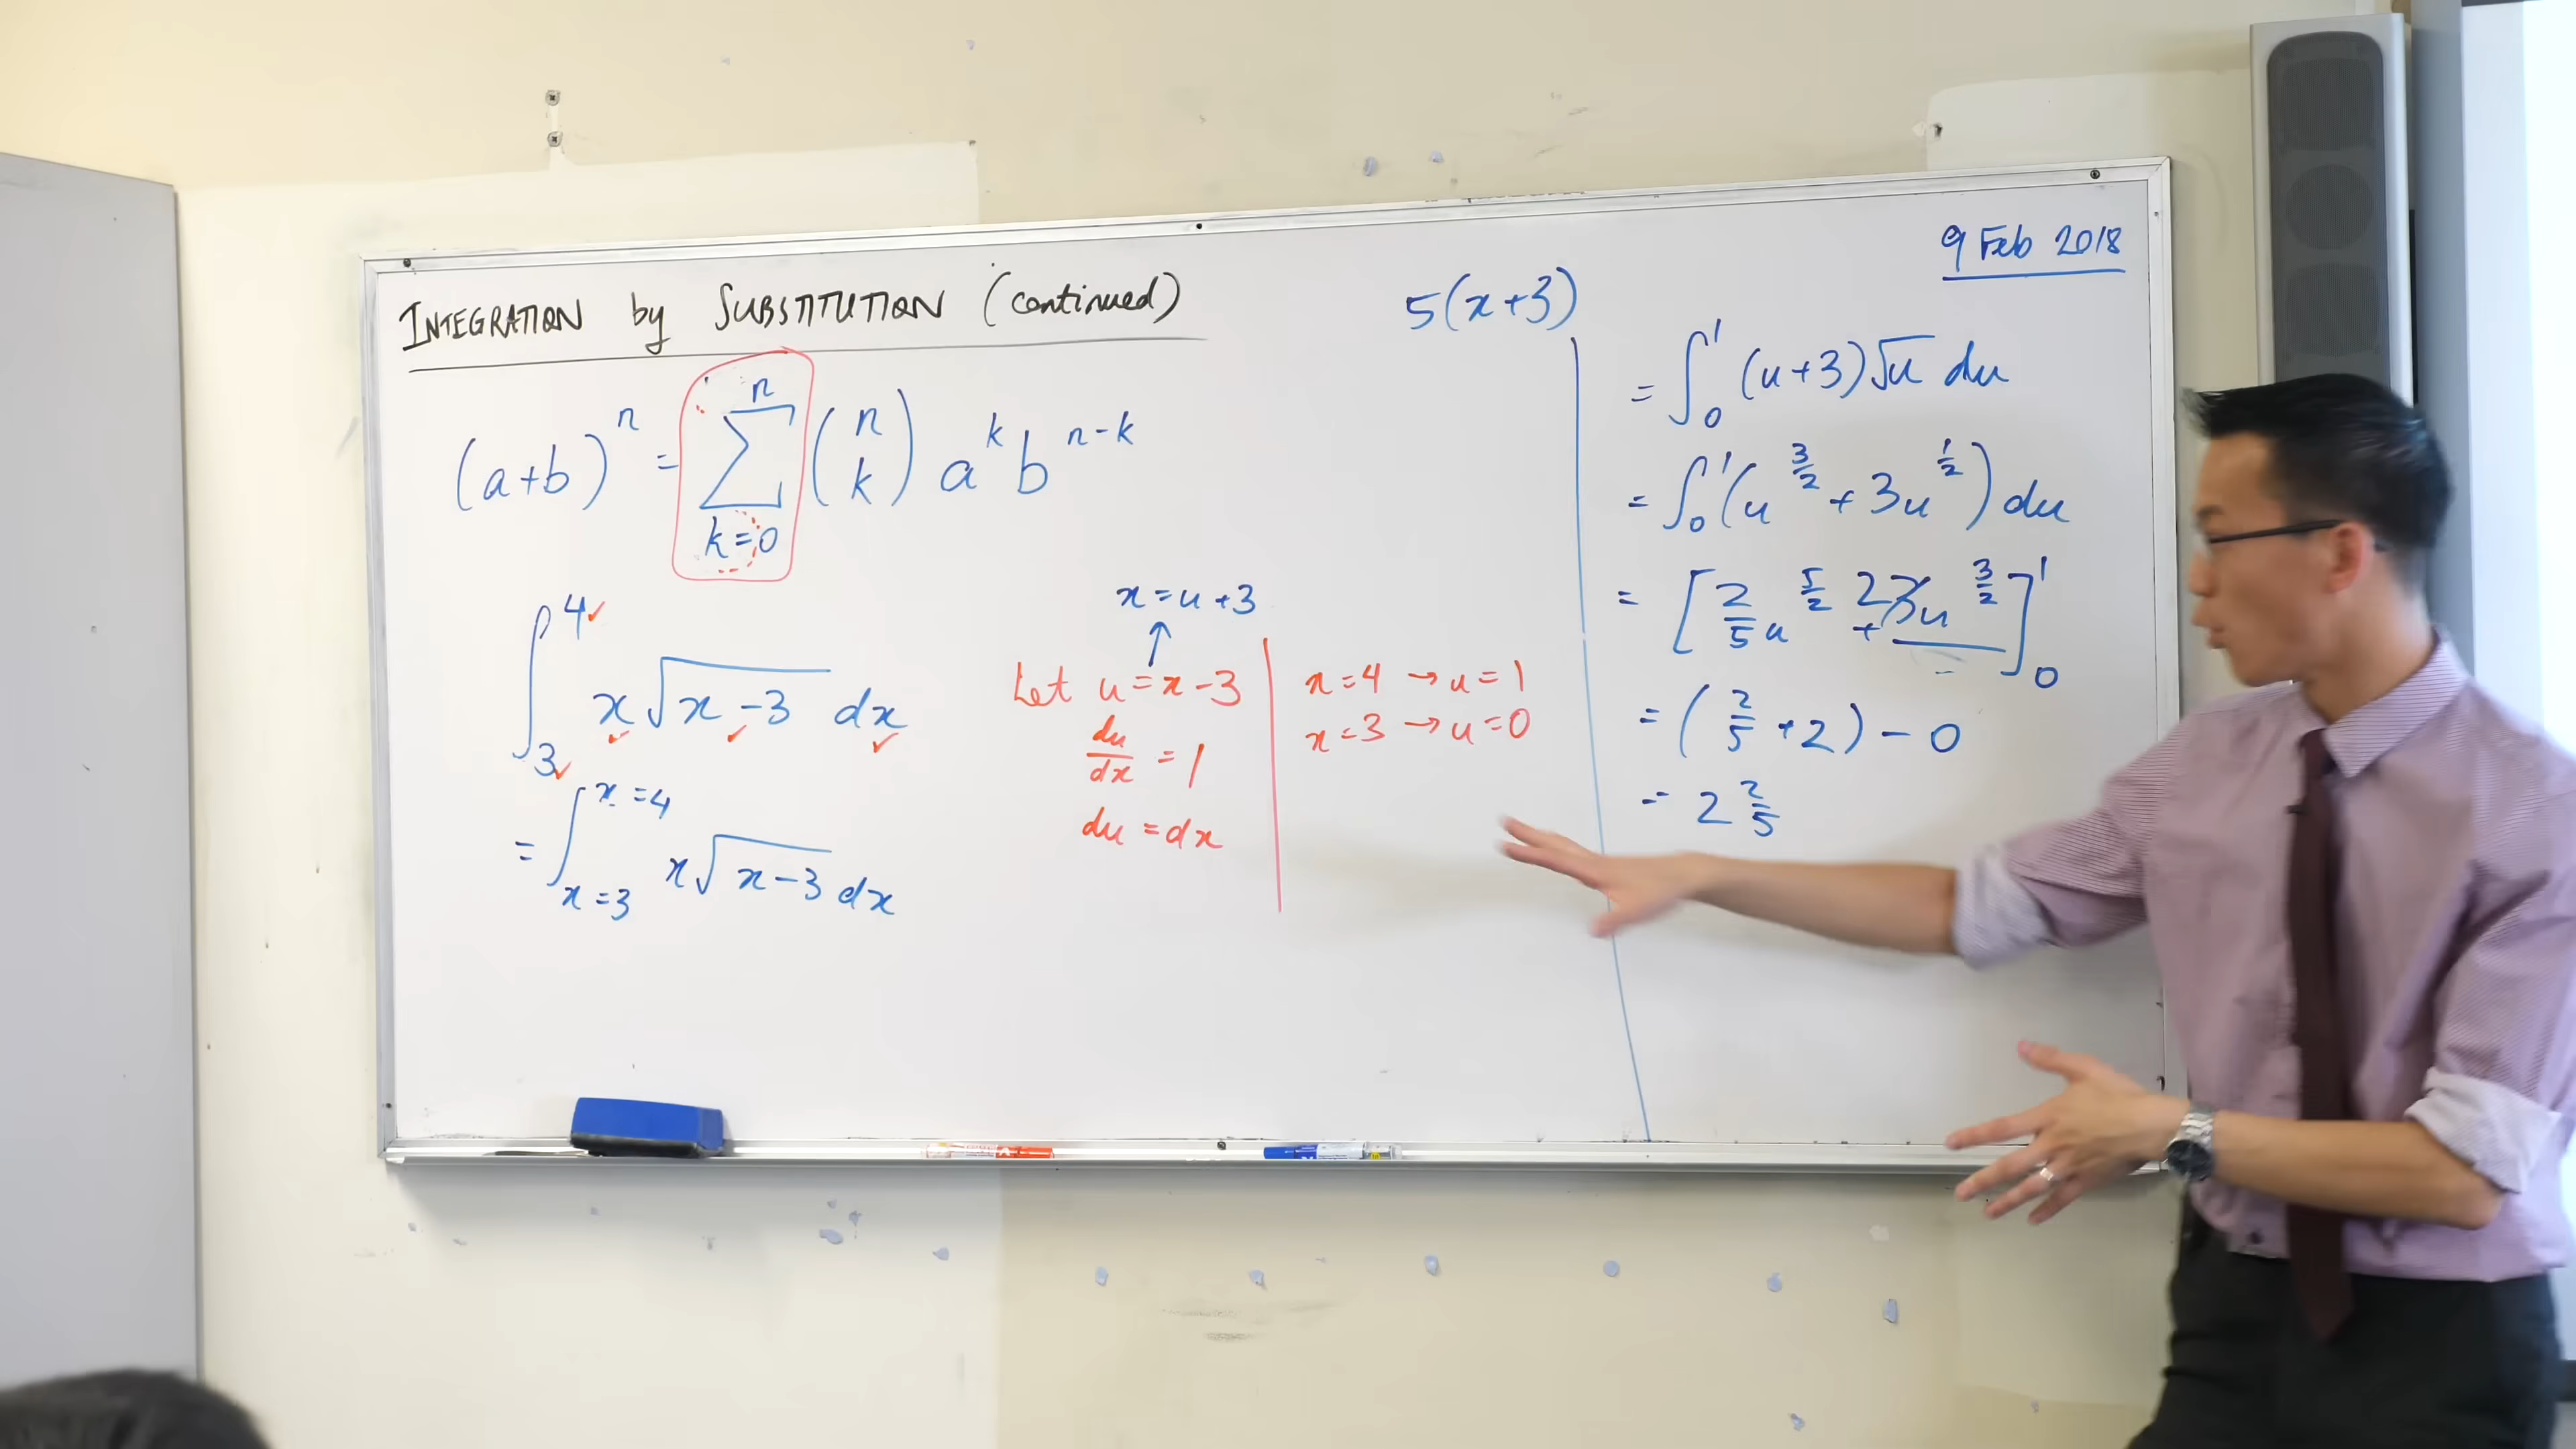 INTEGRATION by SUBSTITUTION (continued)
(a+b)^n = ∑_{k=0}^{n} (n k) a^k b^{n-k}
∫_3^4 x√(x-3) dx
= ∫_{x=3}^{x=4} x√(x-3) dx
x = u+3
↑
Let u = x-3
du/dx = 1
du = dx
x=4 → u=1
x=3 → u=0
5(x+3)
9 Feb 2018
= ∫_0^1 (u+3)√u du
= ∫_0^1 (u^{3/2} + 3u^{1/2}) du
= [2/5 u^{5/2} + 2 3u^{3/2}]_0^1
= (2/5 + 2) - 0
= 2 2/5